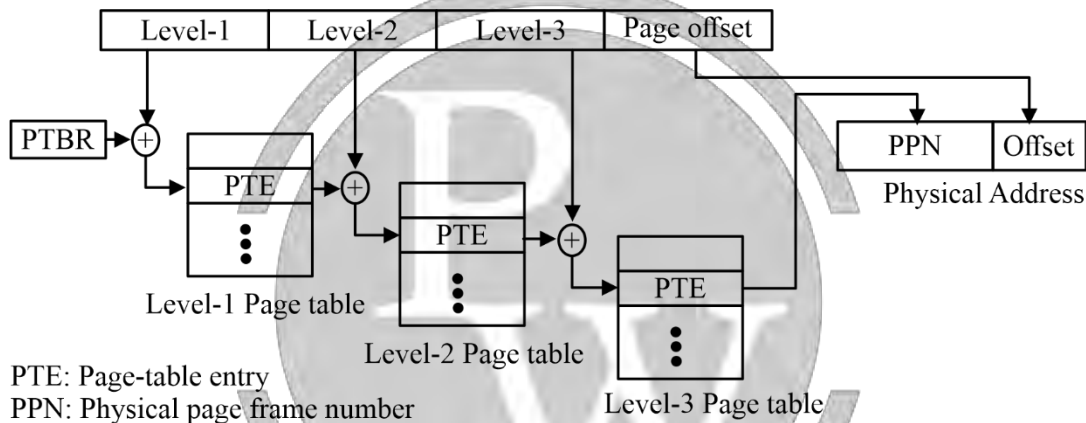 Level-1 Level-2 Level-3 Page offset
PTBR + PTE + PTE + PTE PPN Offset
Physical Address
Level-1 Page table
Level-2 Page table
Level-3 Page table
PTE: Page-table entry
PPN: Physical page frame number
PW